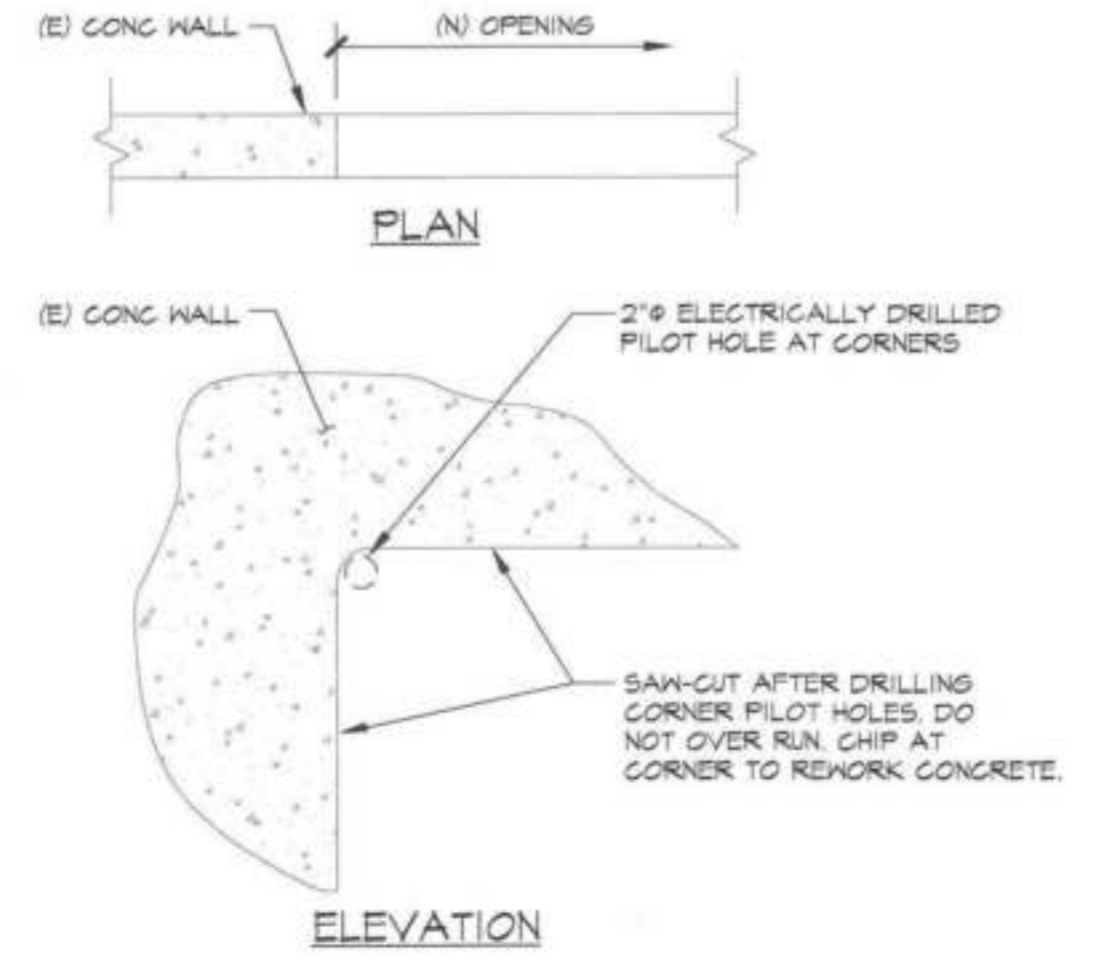 (E) CONC WALL
(N) OPENING
PLAN
(E) CONC WALL
2"Φ ELECTRICALLY DRILLED
PILOT HOLE AT CORNERS
SAW-CUT AFTER DRILLING
CORNER PILOT HOLES. DO
NOT OVER RUN. CHIP AT
CORNER TO REWORK CONCRETE.
ELEVATION